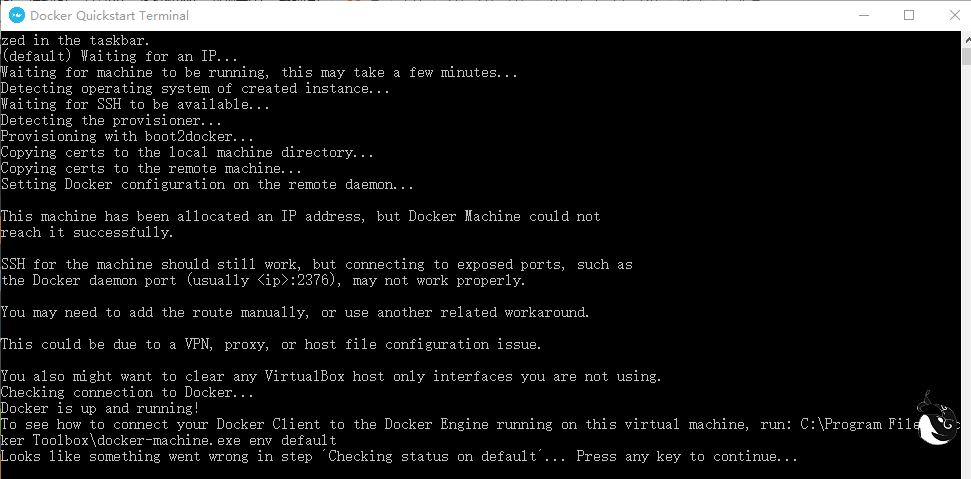 Docker Quickstart Terminal
zed in the taskbar.
(default) Waiting for an IP...
Waiting for machine to be running, this may take a few minutes...
Detecting operating system of created instance...
Waiting for SSH to be available...
Detecting the provisioner...
Provisioning with boot2docker...
Copying certs to the local machine directory...
Copying certs to the remote machine...
Setting Docker configuration on the remote daemon...
This machine has been allocated an IP address, but Docker Machine could not
reach it successfully.
SSH for the machine should still work, but connecting to exposed ports, such as
the Docker daemon port (usually <ip>:2376), may not work properly.
You may need to add the route manually, or use another related workaround.
This could be due to a VPN, proxy, or host file configuration issue.
You also might want to clear any VirtualBox host only interfaces you are not using.
Checking connection to Docker...
Docker is up and running!
To see how to connect your Docker Client to the Docker Engine running on this virtual machine, run: C:\Program
ker Toolbox\docker-machine.exe env default
Looks like something went wrong in step ´Checking status on default´... Press any key to continue...